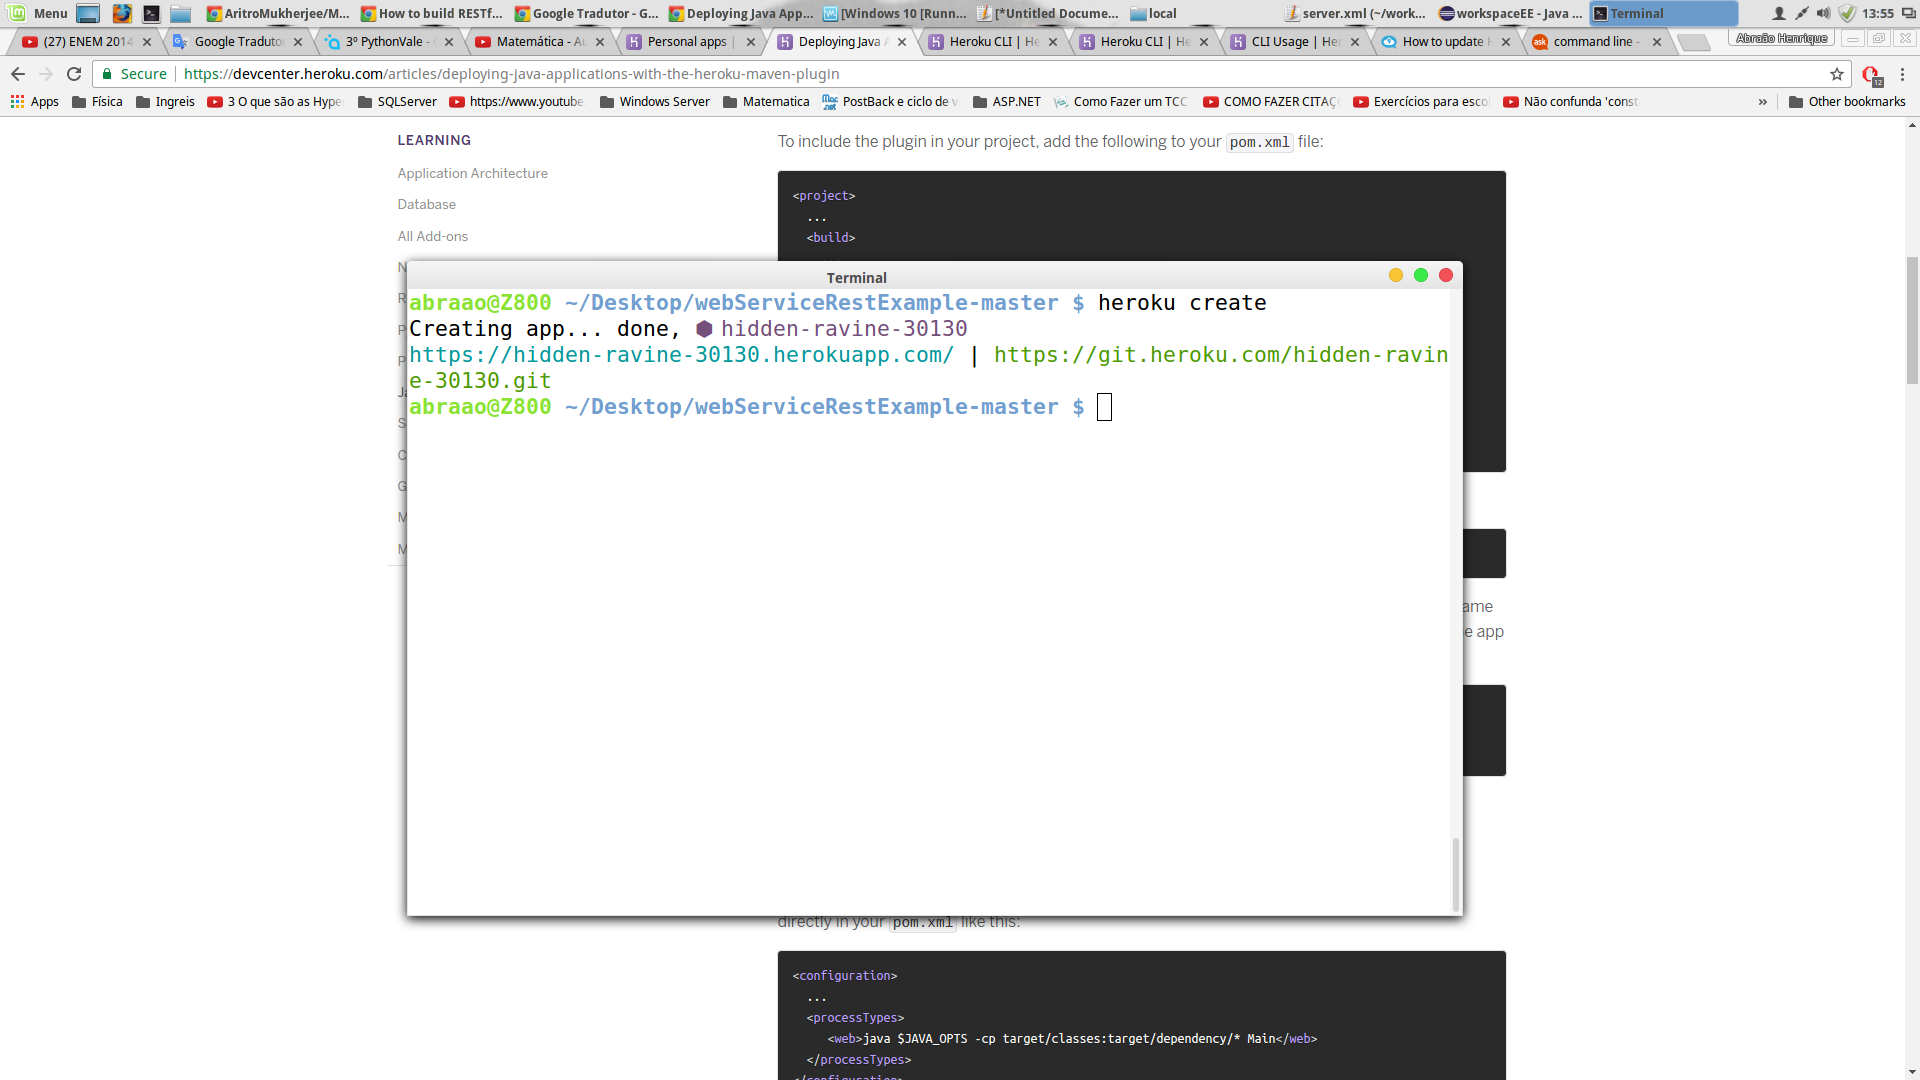 Menu
AritroMukherjee/M...
How to build RESTf...
Google Tradutor - G...
Deploying Java App...
[Windows 10 [Runn...
[*Untitled Docume...
local
server.xml (~/work...
workspaceEE - Java ...
Terminal
13:55
(27) ENEM 2014
Google Tradutor
3º PythonVale -
Matemática - Au
Personal apps |
Deploying Java
Heroku CLI | He
Heroku CLI | He
CLI Usage | Her
How to update H
command line -
Abraão Henrique
Secure
https://devcenter.heroku.com/articles/deploying-java-applications-with-the-heroku-maven-plugin
12
Apps
Física
Ingreis
3 O que são as Hype
SQLServer
https://www.youtube
Windows Server
Matematica
PostBack e ciclo de v
ASP.NET
Como Fazer um TCC
COMO FAZER CITAÇ
Exercícios para esco
Não confunda 'const
»
Other bookmarks
LEARNING
Application Architecture
Database
All Add-ons
To include the plugin in your project, add the following to your pom.xml file:
<project>
...
<build>
Terminal
abraao@Z800 ~/Desktop/webServiceRestExample-master $ heroku create
Creating app... done, ⬢ hidden-ravine-30130
https://hidden-ravine-30130.herokuapp.com/ | https://git.heroku.com/hidden-ravin
e-30130.git
abraao@Z800 ~/Desktop/webServiceRestExample-master $
ame
e app
directly in your pom.xml like this:
<configuration>
...
<processTypes>
<web>java $JAVA_OPTS -cp target/classes:target/dependency/* Main</web>
</processTypes>
</configuration>